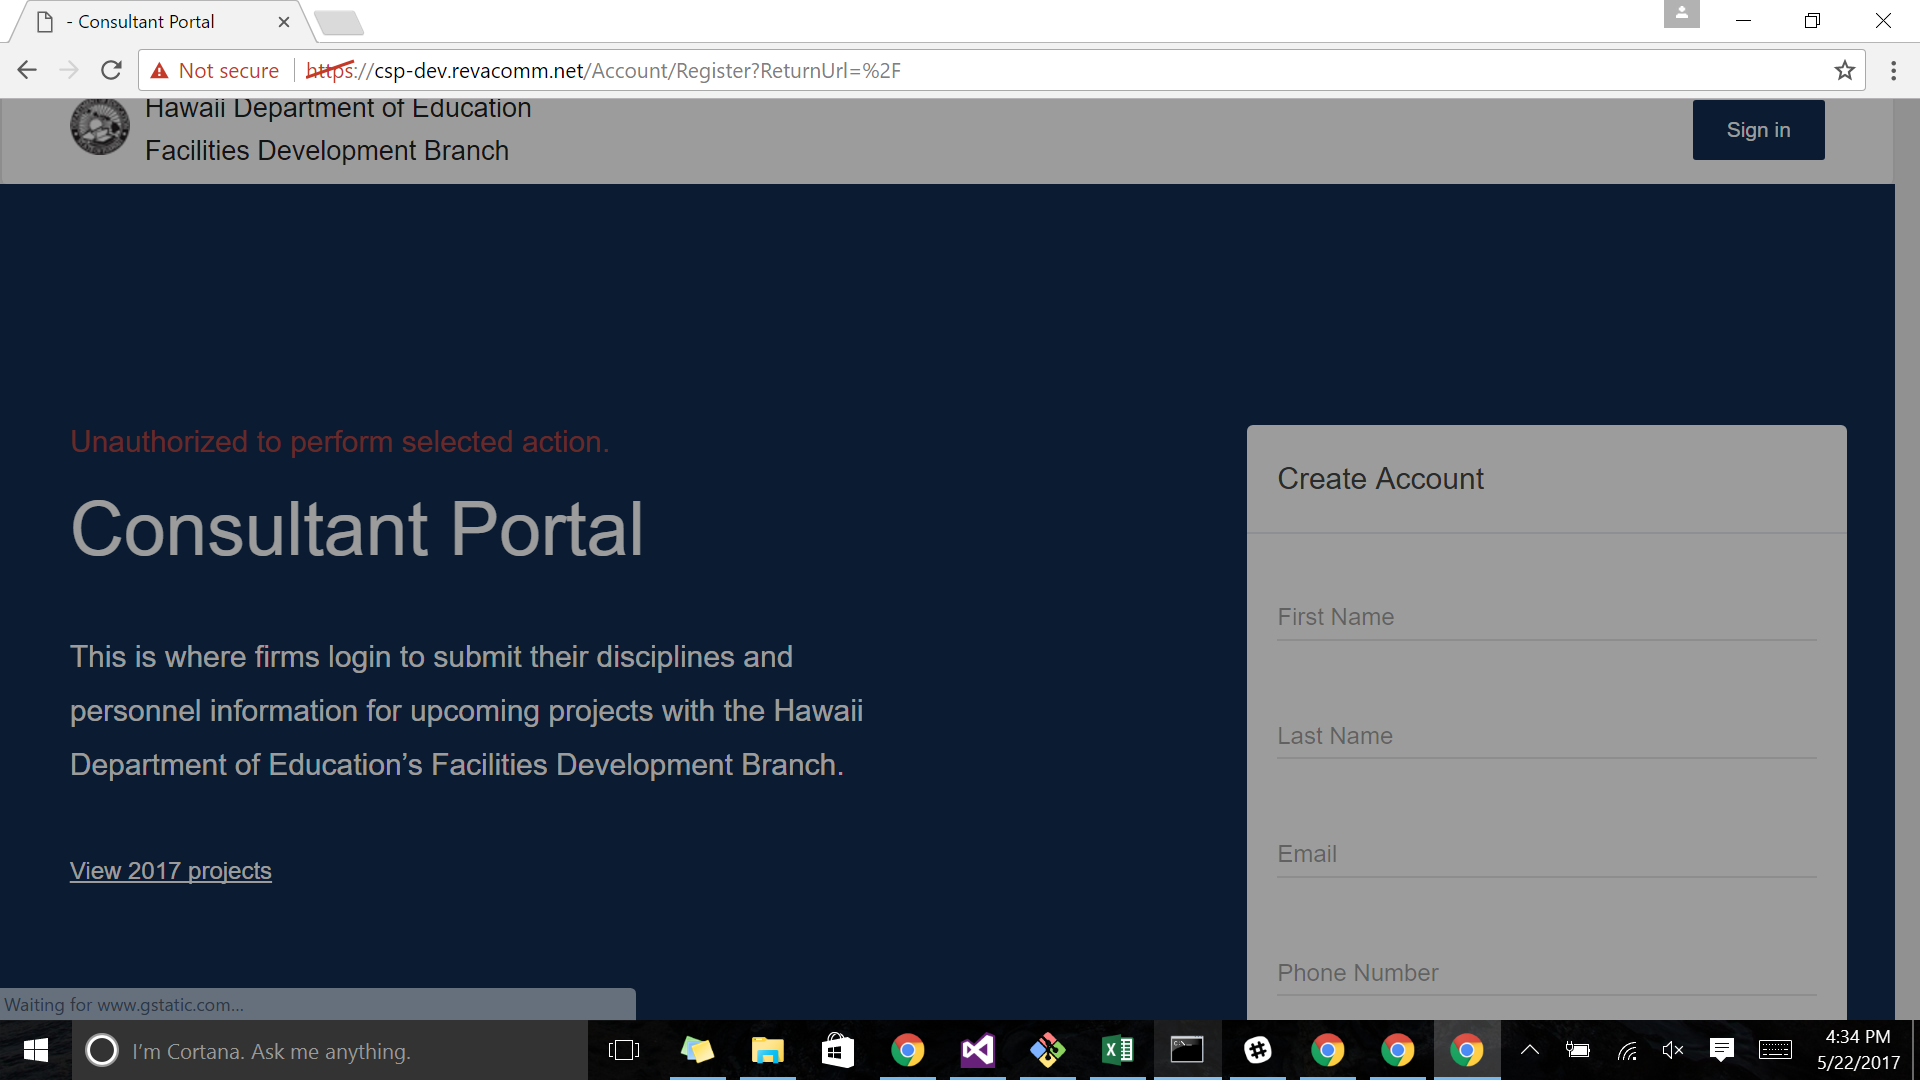 - Consultant Portal
Not secure https://csp-dev.revacomm.net/Account/Register?ReturnUrl=%2F
Hawaii Department of Education
Facilities Development Branch
Sign in
Unauthorized to perform selected action.
Consultant Portal
This is where firms login to submit their disciplines and
personnel information for upcoming projects with the Hawaii
Department of Education’s Facilities Development Branch.
View 2017 projects
Create Account
First Name
Last Name
Email
Phone Number
Waiting for www.gstatic.com...
I'm Cortana. Ask me anything.
4:34 PM
5/22/2017